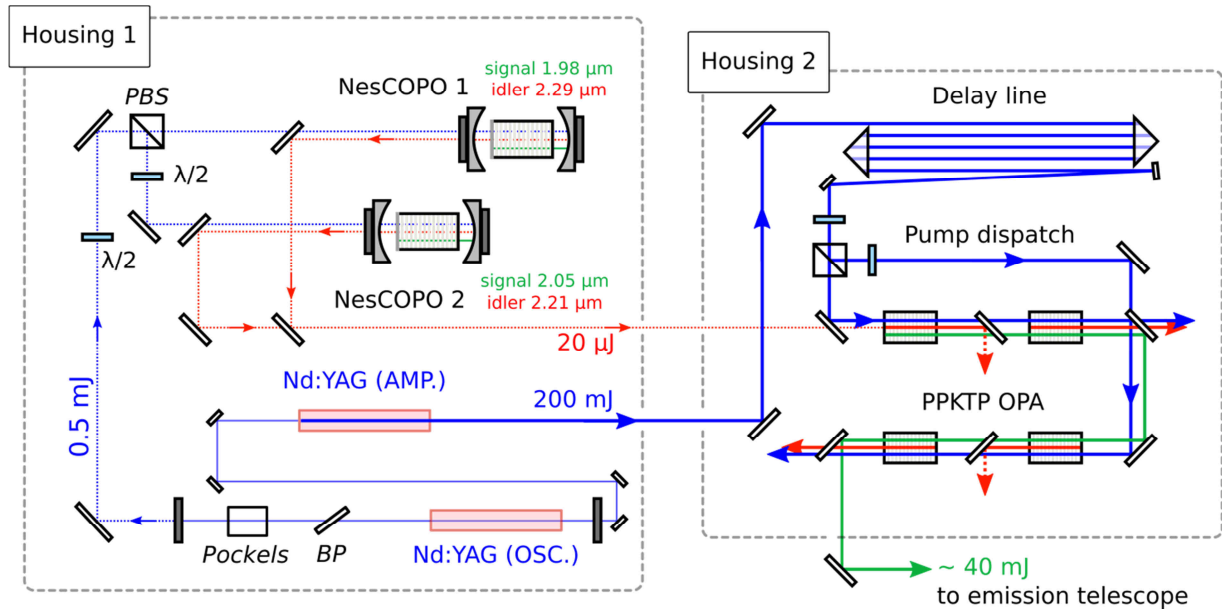 Housing 1
PBS
λ/2
λ/2
NesCOPO 1
signal 1.98 µm
idler 2.29 µm
NesCOPO 2
signal 2.05 µm
idler 2.21 µm
20 µJ
0.5 mJ
Nd:YAG (AMP.)
200 mJ
Pockels
BP
Nd:YAG (OSC.)
Housing 2
Delay line
Pump dispatch
PPKTP OPA
~ 40 mJ
to emission telescope